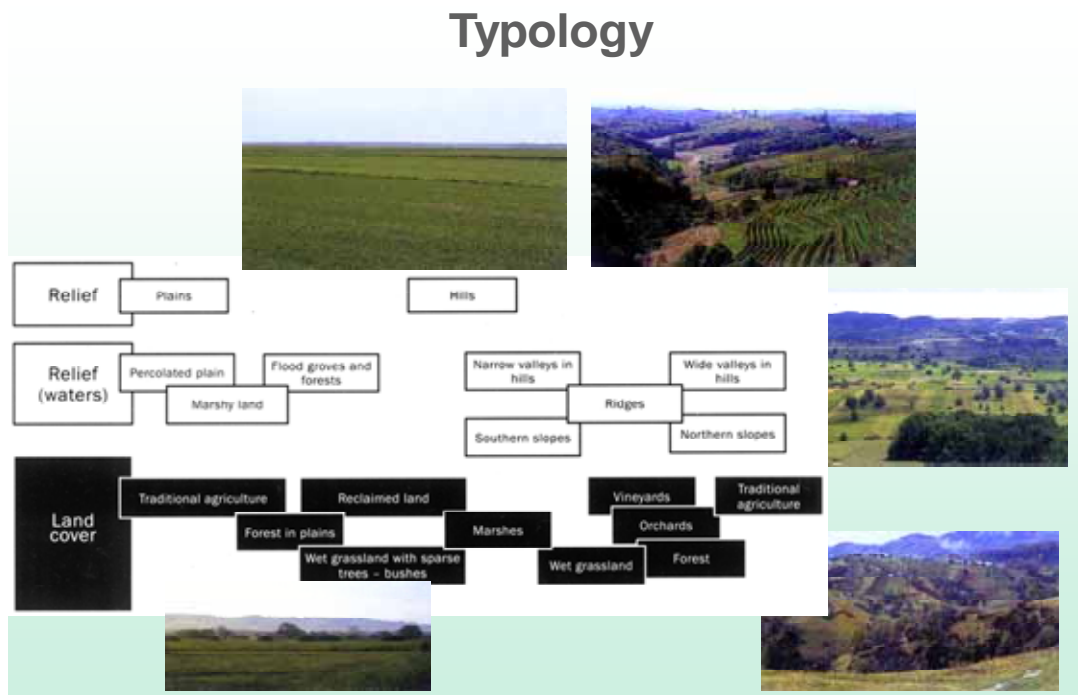 Typology
Relief
Plains
Hills
Relief
(waters)
Percolated plain
Flood groves and
forests
Marshy land
Narrow valleys in
hills
Wide valleys in
hills
Ridges
Southern slopes
Northern slopes
Land
cover
Traditional agriculture
Reclaimed land
Forest in plains
Wet grassland with sparse
trees – bushes
Marshes
Wet grassland
Vineyards
Traditional
agriculture
Orchards
Forest